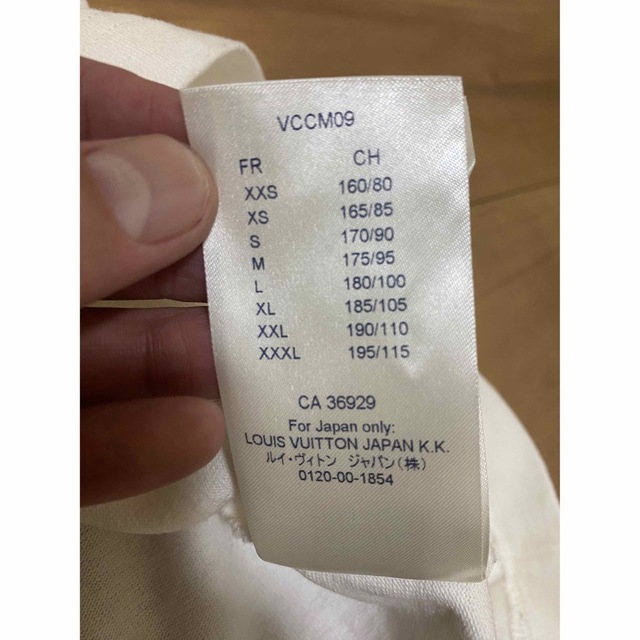 VCCM09
FR CH
XXS 160/80
XS 165/85
S 170/90
M 175/95
L 180/100
XL 185/105
XXL 190/110
XXXL 195/115
CA 36929
For Japan only:
LOUIS VUITTON JAPAN K.K.
ルイ・ヴィトン ジャパン(株)
0120-00-1854